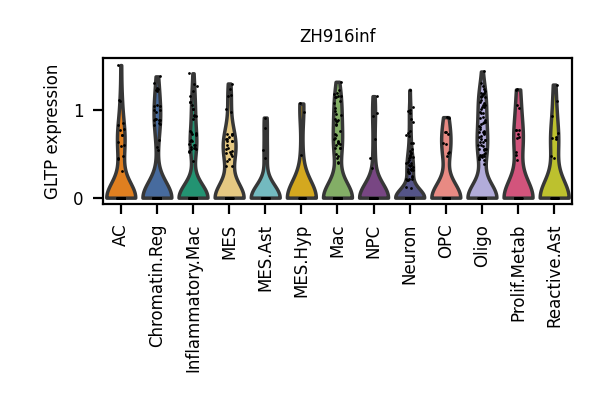 ZH916inf
GLTP expression
1
0
AC
Chromatin.Reg
Inflammatory.Mac
MES
MES.Ast
MES.Hyp
Mac
NPC
Neuron
OPC
Oligo
Prolif.Metab
Reactive.Ast